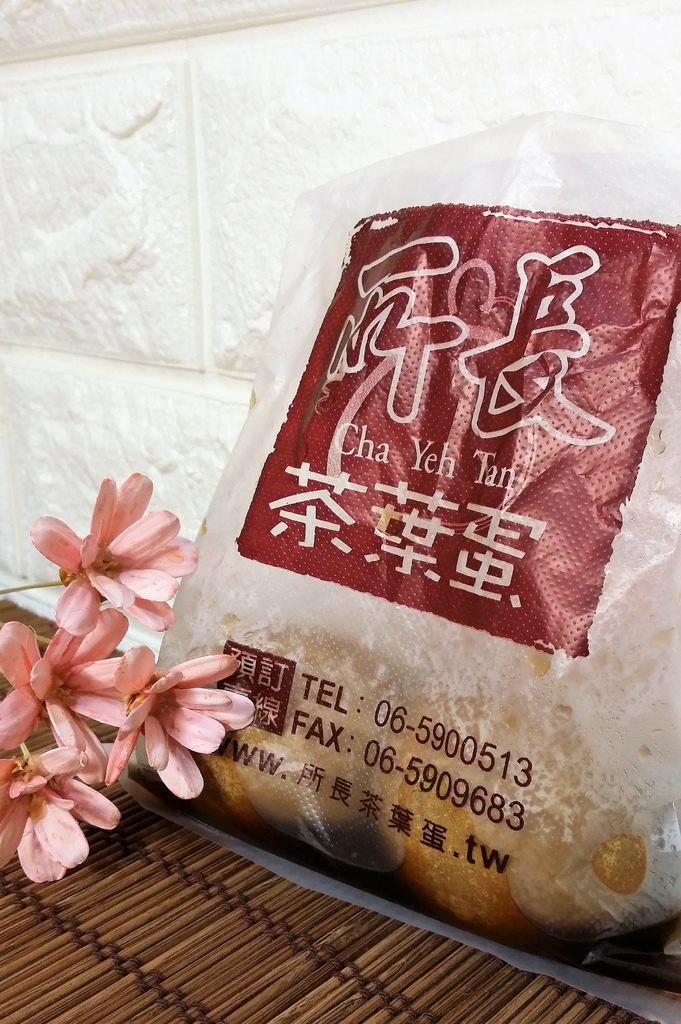 所長
Cha Yeh Tan
茶葉蛋
預訂專線
TEL：06-5900513
FAX：06-5909683
www.所長茶葉蛋.tw